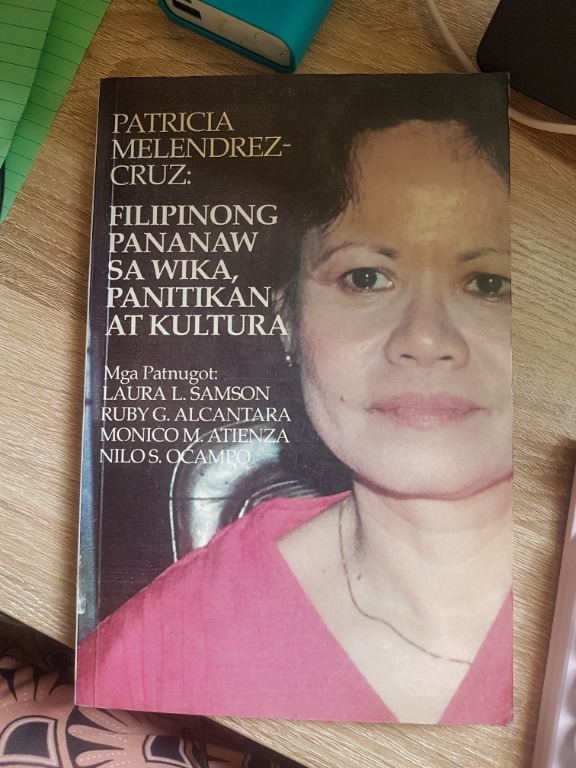 PATRICIA
MELENDREZ-
CRUZ:
FILIPINONG
PANANAW
SA WIKA,
PANITIKAN
AT KULTURA
Mga Patnugot:
LAURA L. SAMSON
RUBY G. ALCANTARA
MONICO M. ATIENZA
NILO S. OCAMPO